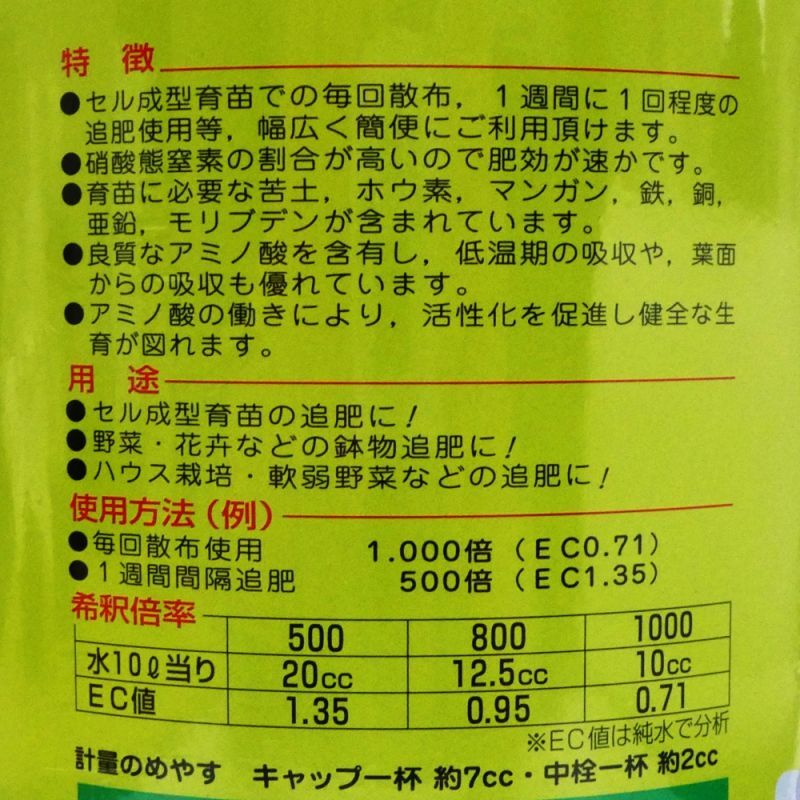 特 徴
●セル成型育苗での毎回散布，１週間に１回程度の
追肥使用等，幅広く簡便にご利用頂けます。
●硝酸態窒素の割合が高いので肥効が速かです。
●育苗に必要な苦土，ホウ素，マンガン，鉄，銅，
亜鉛，モリブデンが含まれています。
●良質なアミノ酸を含有し，低温期の吸収や，葉面
からの吸収も優れています。
●アミノ酸の働きにより，活性化を促進し健全な生
育が図れます。
用 途
●セル成型育苗の追肥に！
●野菜・花卉などの鉢物追肥に！
●ハウス栽培・軟弱野菜などの追肥に！
使用方法（例）
●毎回散布使用 1.000倍（EC0.71）
●１週間間隔追肥 500倍（EC1.35）
希釈倍率
500 800 1000
水10ℓ当り 20cc 12.5cc 10cc
EC値 1.35 0.95 0.71
※EC値は純水で分析
計量のめやす キャップ一杯 約7cc・中栓一杯 約2cc